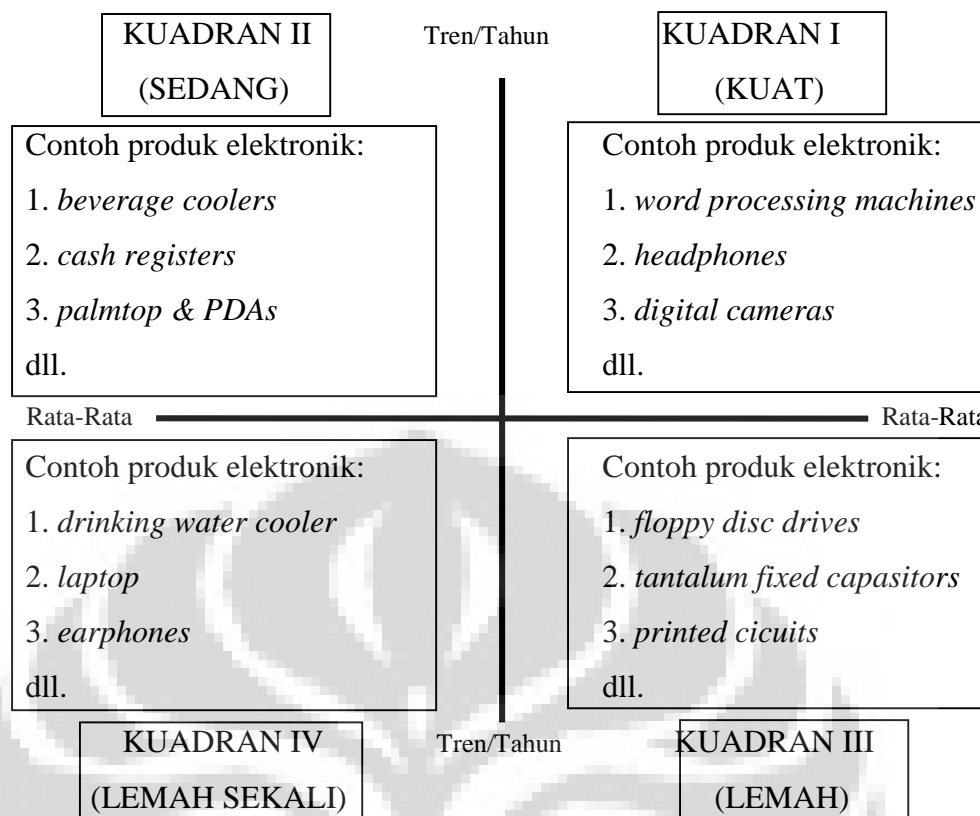 KUADRAN II
(SEDANG)
Tren/Tahun
KUADRAN I
(KUAT)
Contoh produk elektronik:
1. beverage coolers
2. cash registers
3. palmtop & PDAs
dll.
Contoh produk elektronik:
1. word processing machines
2. headphones
3. digital cameras
dll.
Rata-Rata
Rata-Rata
Contoh produk elektronik:
1. drinking water cooler
2. laptop
3. earphones
dll.
Contoh produk elektronik:
1. floppy disc drives
2. tantalum fixed capasitors
3. printed cicuits
dll.
KUADRAN IV
(LEMAH SEKALI)
Tren/Tahun
KUADRAN III
(LEMAH)